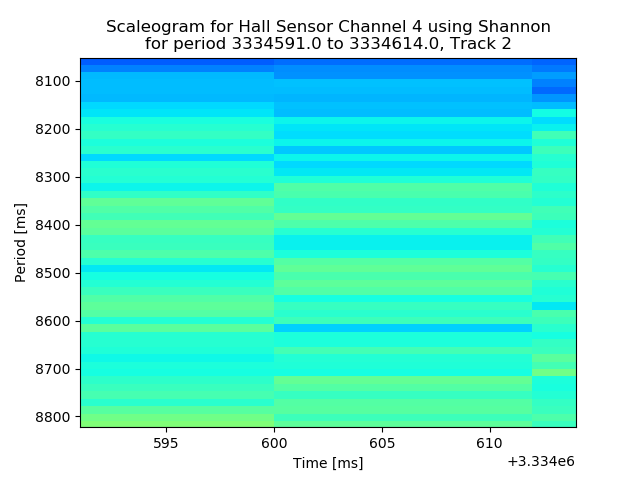 Scaleogram for Hall Sensor Channel 4 using Shannon
for period 3334591.0 to 3334614.0, Track 2
8100
8200
8300
8400
8500
8600
8700
8800
Period [ms]
595
600
605
610
Time [ms]
+3.334e6